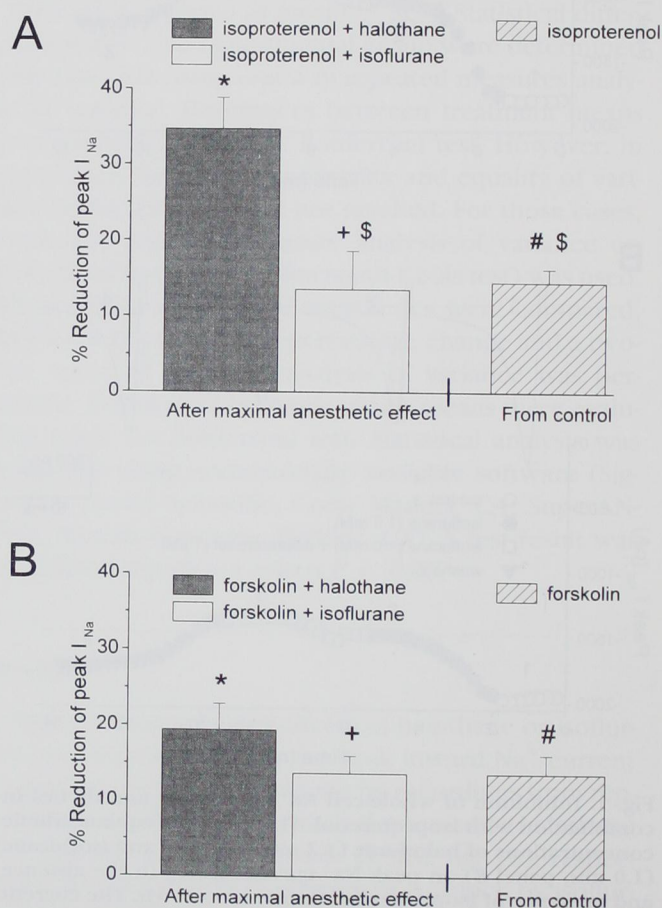 A
isoproterenol + halothane
isoproterenol + isoflurane
isoproterenol
% Reduction of peak I Na
40
30
20
10
0
*
+ $
# $
After maximal anesthetic effect
From control
B
forskolin + halothane
forskolin + isoflurane
forskolin
% Reduction of peak I Na
40
30
20
10
0
*
+
#
After maximal anesthetic effect
From control